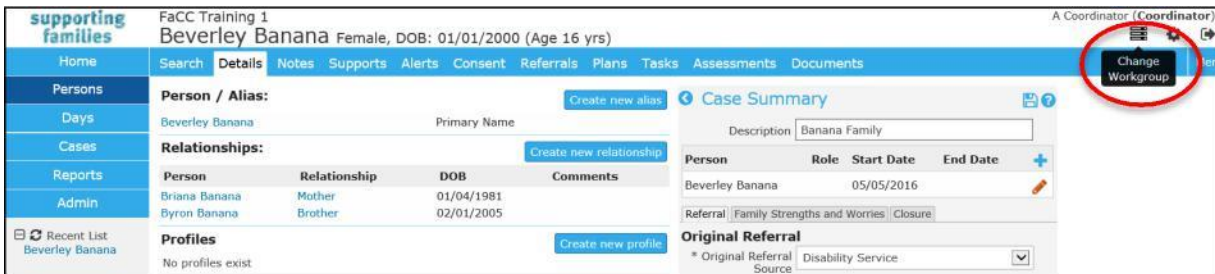 supporting families
FaCC Training 1
A Coordinator (Coordinator)
Beverley Banana Female, DOB: 01/01/2000 (Age 16 yrs)
Home
Search Details Notes Supports Alerts Consent Referrals Plans Tasks Assessments Documents
Change Workgroup
Persons
Days
Cases
Reports
Admin
Recent List
Beverley Banana
Person / Alias:
Create new alias
Beverley Banana Primary Name
Relationships:
Create new relationship
Person Relationship DOB Comments
Briana Banana Mother 01/04/1981
Byron Banana Brother 02/01/2005
Profiles
Create new profile
No profiles exist
Case Summary
Description Banana Family
Person Role Start Date End Date
Beverley Banana 05/05/2016
Referral Family Strengths and Worries Closure
Original Referral
* Original Referral Source Disability Service